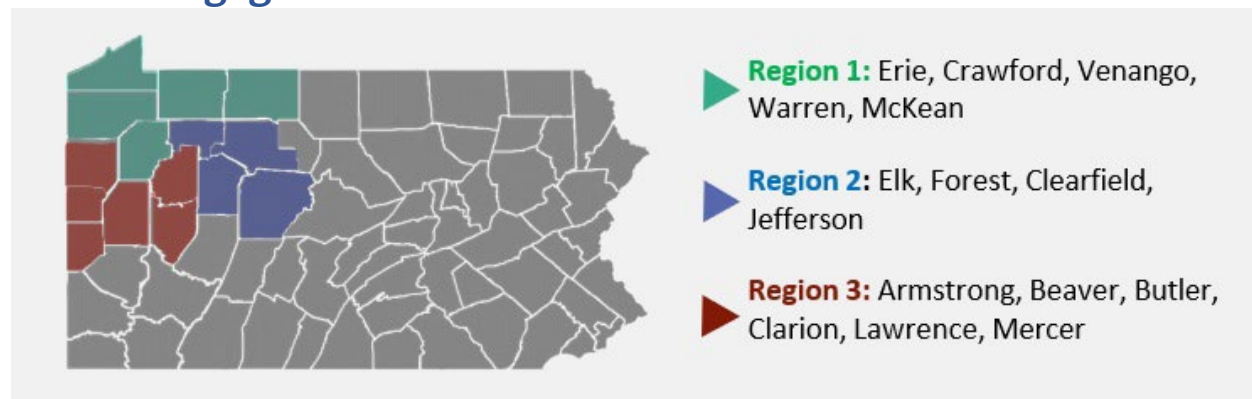 Region 1: Erie, Crawford, Venango,
Warren, McKean
Region 2: Elk, Forest, Clearfield,
Jefferson
Region 3: Armstrong, Beaver, Butler,
Clarion, Lawrence, Mercer